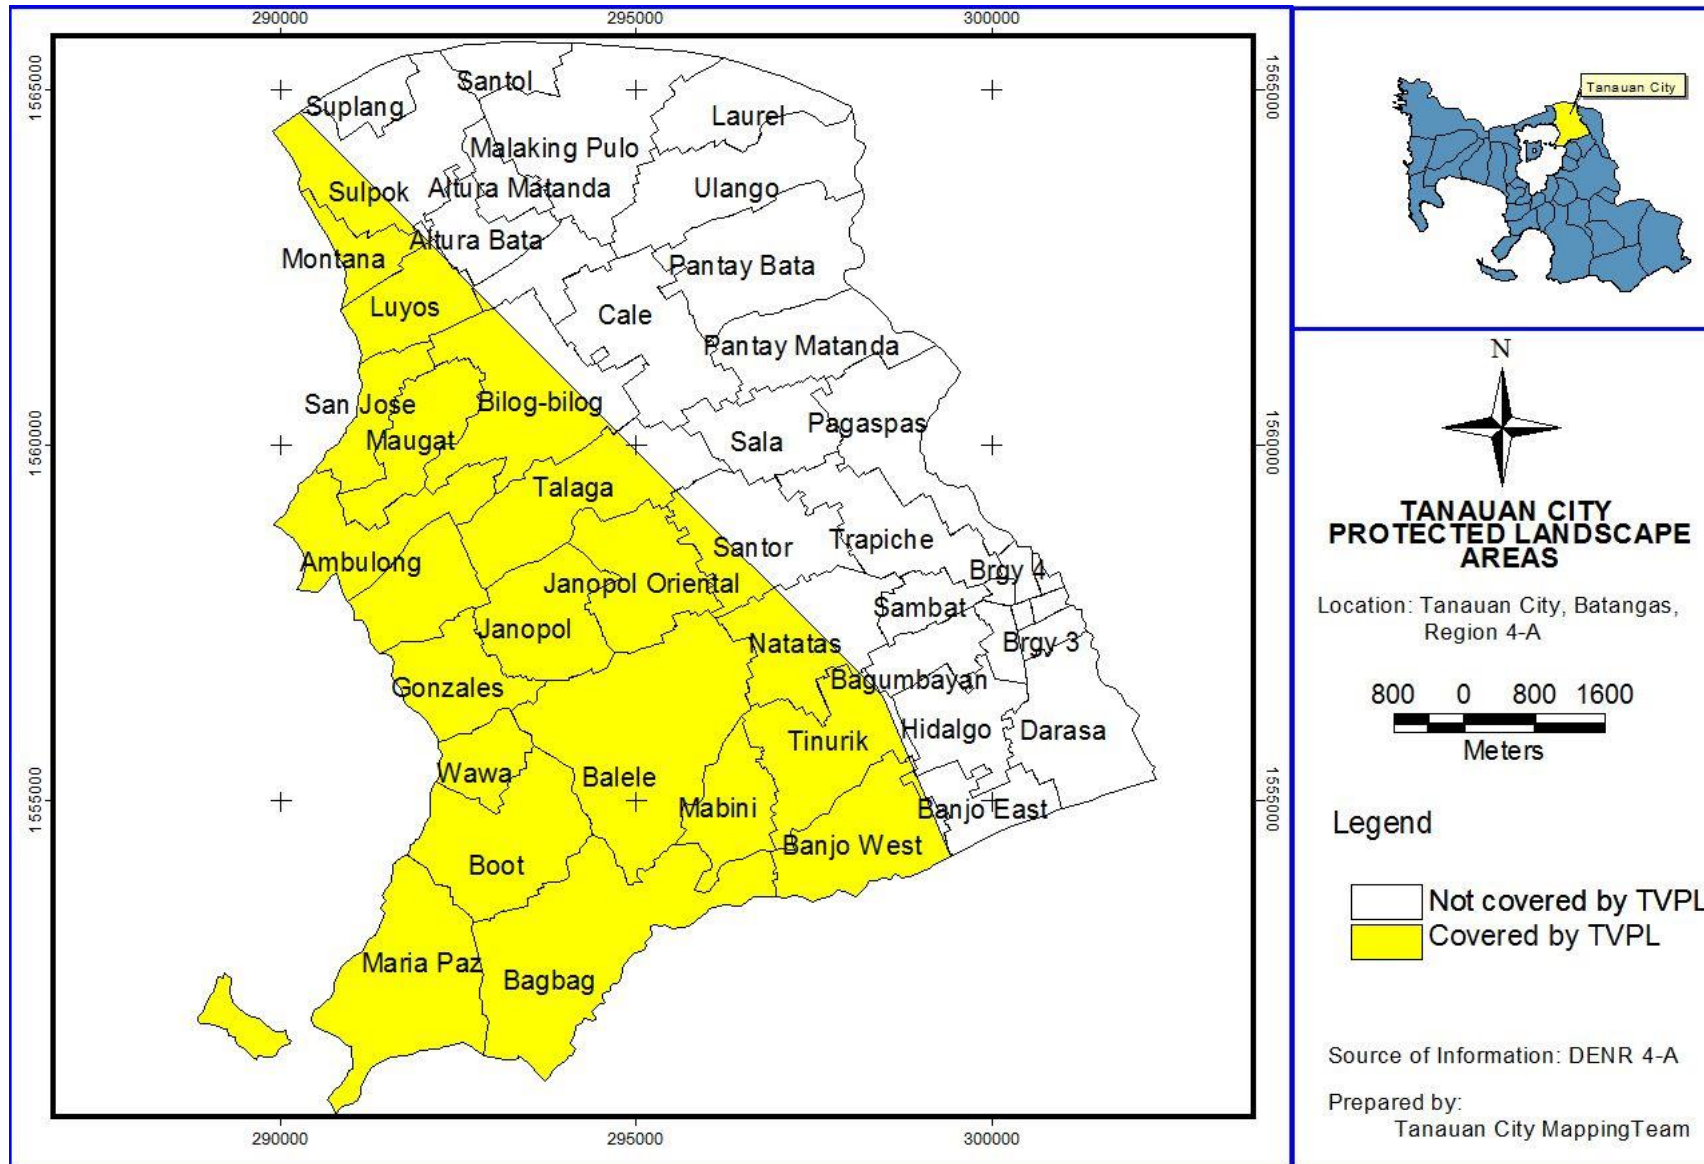 290000 295000 300000
1565000 1565000
1560000 1560000
1555000 1555000
290000 295000 300000
Santol
Suplang
Laurel
Malaking Pulo
Sulpok
Altura Matanda
Ulango
Altura Bata
Montana
Pantay Bata
Luyos
Cale
Pantay Matanda
San Jose
Bilog-bilog
Maugat
Sala
Pagaspas
Talaga
Santor
Trapiche
Ambulong
Janopol Oriental
Brgy 4
Sambat
Janopol
Natatas
Brgy 3
Gonzales
Bagumbayan
Tinurik
Hidalgo
Darasa
Wawa
Balele
Mabini
Banjo East
Boot
Banjo West
Maria Paz
Bagbag
Tanauan City
N
TANAUAN CITY
PROTECTED LANDSCAPE
AREAS
Location: Tanauan City, Batangas,
Region 4-A
800 0 800 1600
Meters
Legend
Not covered by TVPL
Covered by TVPL
Source of Information: DENR 4-A
Prepared by:
Tanauan City MappingTeam